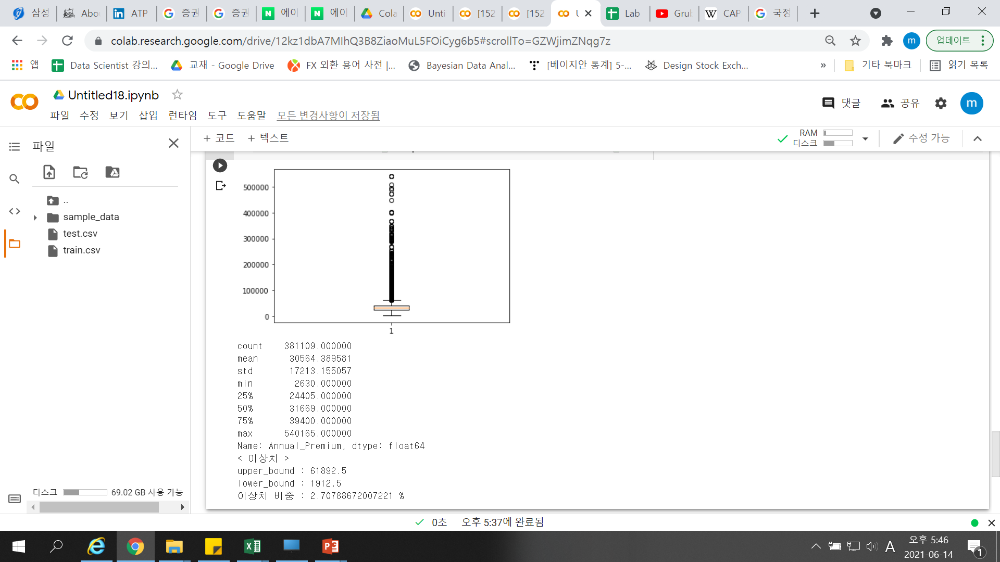 삼성
Abo
ATP
증권
증권
에이
에이
Cola
Unti
[152
[152
U
Lab
Grub
CAP
국정
colab.research.google.com/drive/12kz1dbA7MIhQ3B8ZiaoMuL5FOiCyg6b5#scrollTo=GZWjimZNqg7z
m
업데이트
앱
Data Scientist 강의...
교재 - Google Drive
FX 외환 용어 사전 |...
Bayesian Data Anal...
[베이지안 통계] 5-...
Design Stock Exch...
»
기타 북마크
읽기 목록
Untitled18.ipynb
파일 수정 보기 삽입 런타임 도구 도움말 모든 변경사항이 저장됨
댓글
공유
m
파일
+ 코드 + 텍스트
RAM
디스크
수정 가능
..
sample_data
test.csv
train.csv
500000
400000
300000
200000
100000
0
1
count 381109.000000
mean 30564.389581
std 17213.155057
min 2630.000000
25% 24405.000000
50% 31669.000000
75% 39400.000000
max 540165.000000
Name: Annual_Premium, dtype: float64
< 이상치 >
upper_bound : 61892.5
lower_bound : 1912.5
이상치 비중 : 2.70788672007221 %
디스크 69.02 GB 사용 가능
0초 오후 5:37에 완료됨
A
오후 5:46
2021-06-14
1